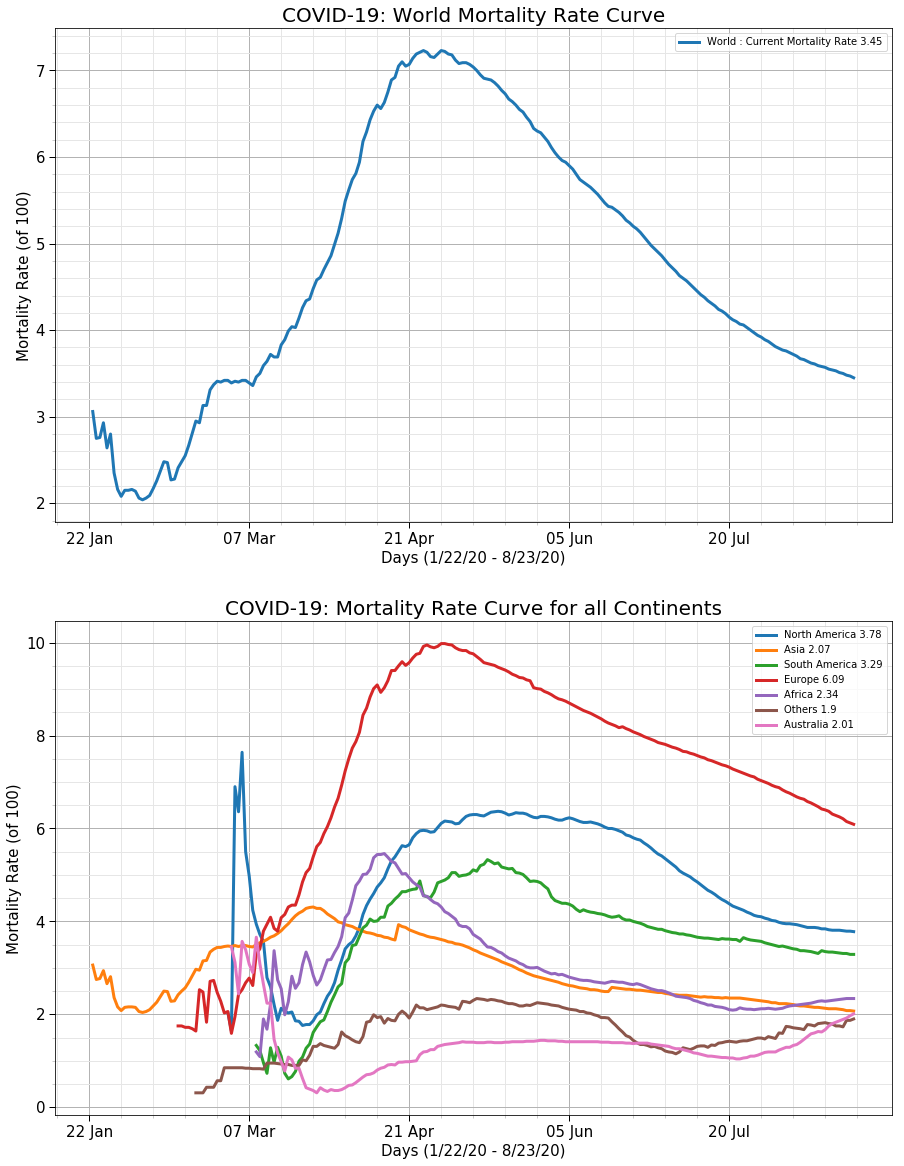 COVID-19: World Mortality Rate Curve
World : Current Mortality Rate 3.45
Mortality Rate (of 100)
7
6
5
4
3
2
22 Jan 07 Mar 21 Apr 05 Jun 20 Jul
Days (1/22/20 - 8/23/20)
COVID-19: Mortality Rate Curve for all Continents
North America 3.78
Asia 2.07
South America 3.29
Europe 6.09
Africa 2.34
Others 1.9
Australia 2.01
Mortality Rate (of 100)
10
8
6
4
2
0
22 Jan 07 Mar 21 Apr 05 Jun 20 Jul
Days (1/22/20 - 8/23/20)